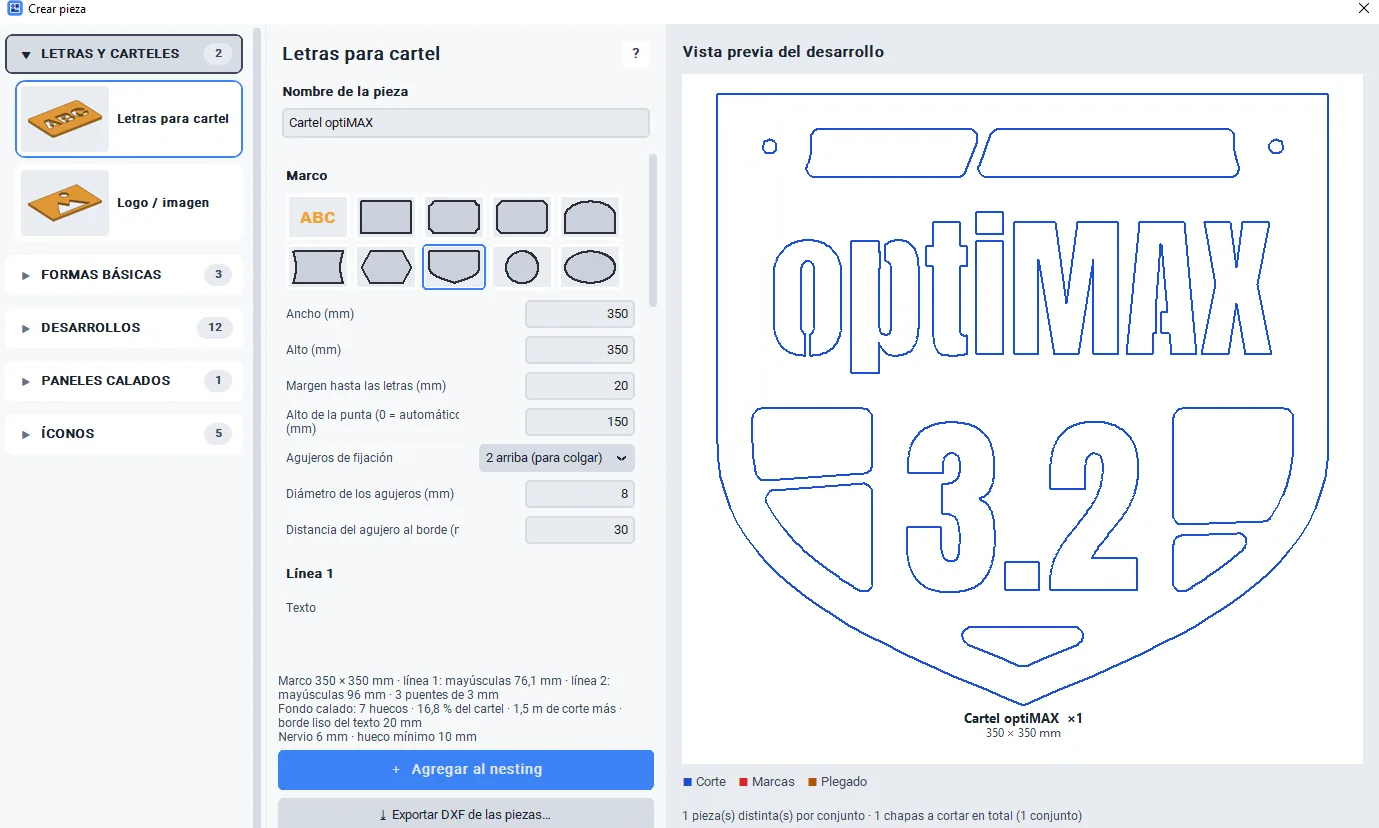 Crear pieza
LETRAS Y CARTELES 2
ABC
Letras para cartel
Logo / imagen
FORMAS BÁSICAS 3
DESARROLLOS 12
PANELES CALADOS 1
ÍCONOS 5
Letras para cartel ?
Nombre de la pieza
Cartel optiMAX
Marco
ABC
Ancho (mm) 350
Alto (mm) 350
Margen hasta las letras (mm) 20
Alto de la punta (0 = automático
(mm) 150
Agujeros de fijación 2 arriba (para colgar)
Diámetro de los agujeros (mm) 8
Distancia del agujero al borde (r 30
Línea 1
Texto
Marco 350 × 350 mm · línea 1: mayúsculas 76,1 mm · línea 2:
mayúsculas 96 mm · 3 puentes de 3 mm
Fondo calado: 7 huecos · 16,8 % del cartel · 1,5 m de corte más ·
borde liso del texto 20 mm
Nervio 6 mm · hueco mínimo 10 mm
+ Agregar al nesting
Exportar DXF de las piezas...
Vista previa del desarrollo
optiMAX
3.2
Cartel optiMAX ×1
350 × 350 mm
Corte Marcas Plegado
1 pieza(s) distinta(s) por conjunto · 1 chapas a cortar en total (1 conjunto)